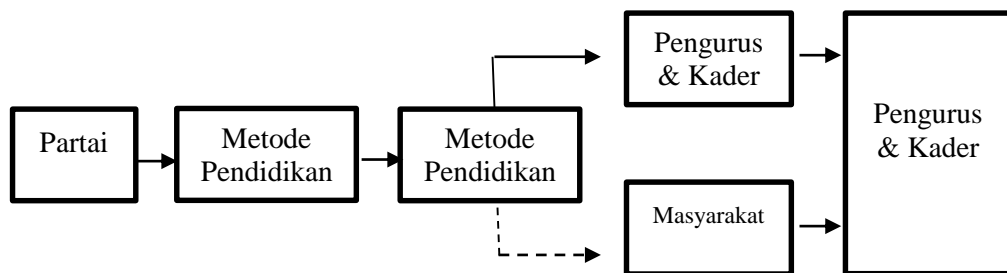 Partai
Metode
Pendidikan
Metode
Pendidikan
Pengurus
& Kader
Masyarakat
Pengurus
& Kader